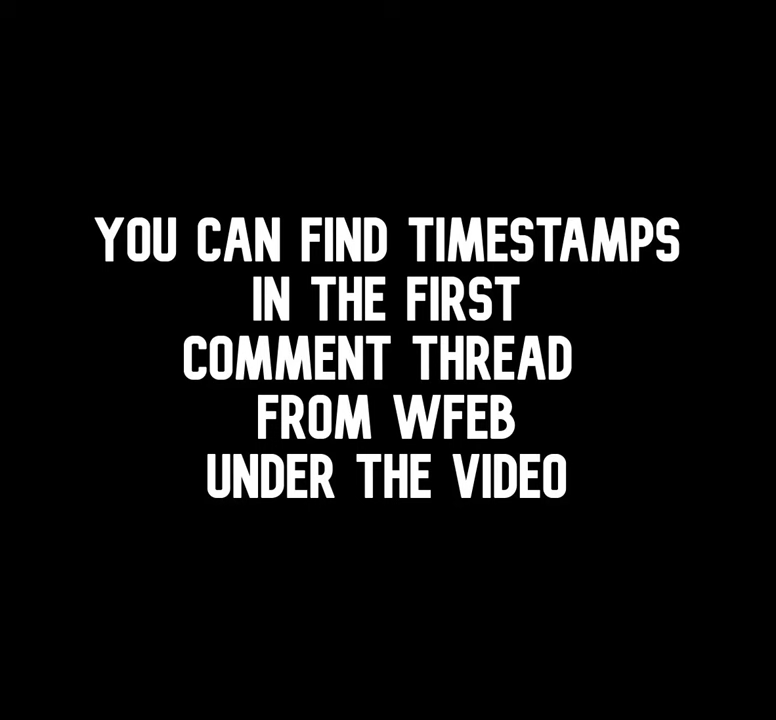 YOU CAN FIND TIMESTAMPS
IN THE FIRST
COMMENT THREAD
FROM WFEB
UNDER THE VIDEO